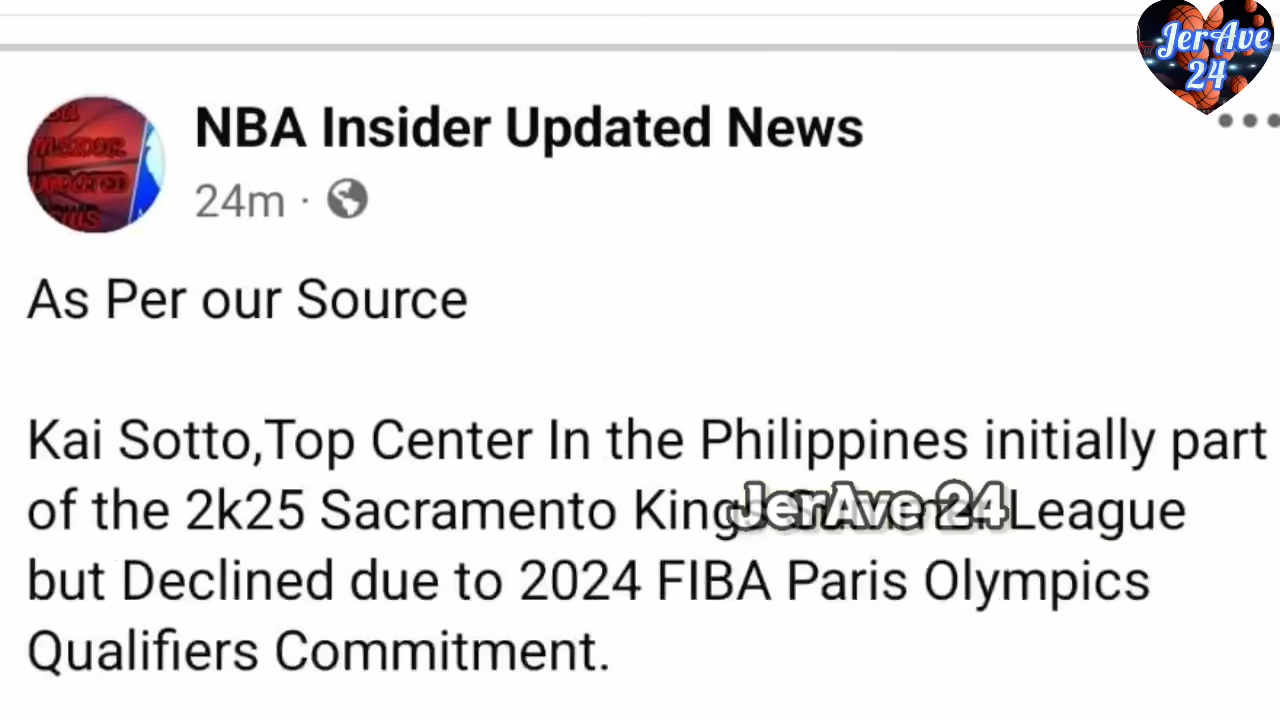 JerAve
24
NBA Insider Updated News
24m ·
As Per our Source
Kai Sotto,Top Center In the Philippines initially part
of the 2k25 Sacramento Kings League
JerAve 24
but Declined due to 2024 FIBA Paris Olympics
Qualifiers Commitment.